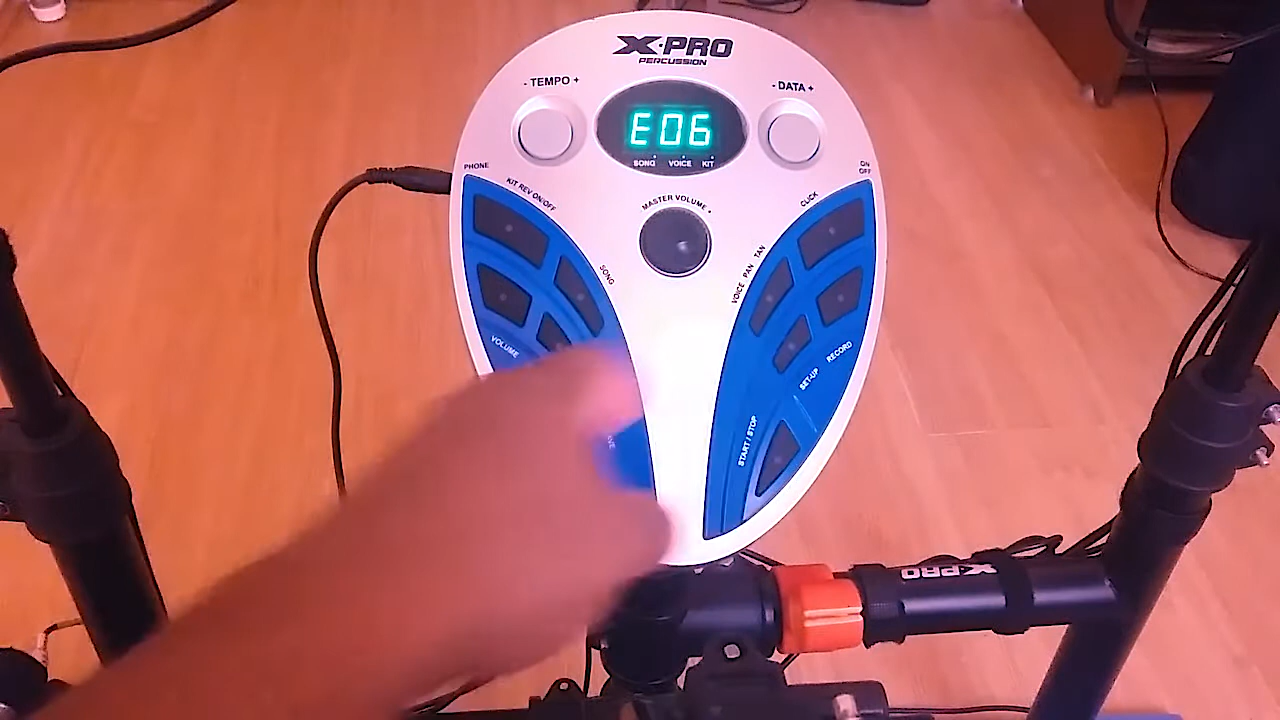 X·PRO
PERCUSSION
- TEMPO +
- DATA +
E06
SONG VOICE KIT
PHONE
ON
OFF
KIT REV ON/OFF
MASTER VOLUME +
CLICK
SONG
VOICE PAN TAN
VOLUME
RECORD
SET-UP
START / STOP
X·PRO